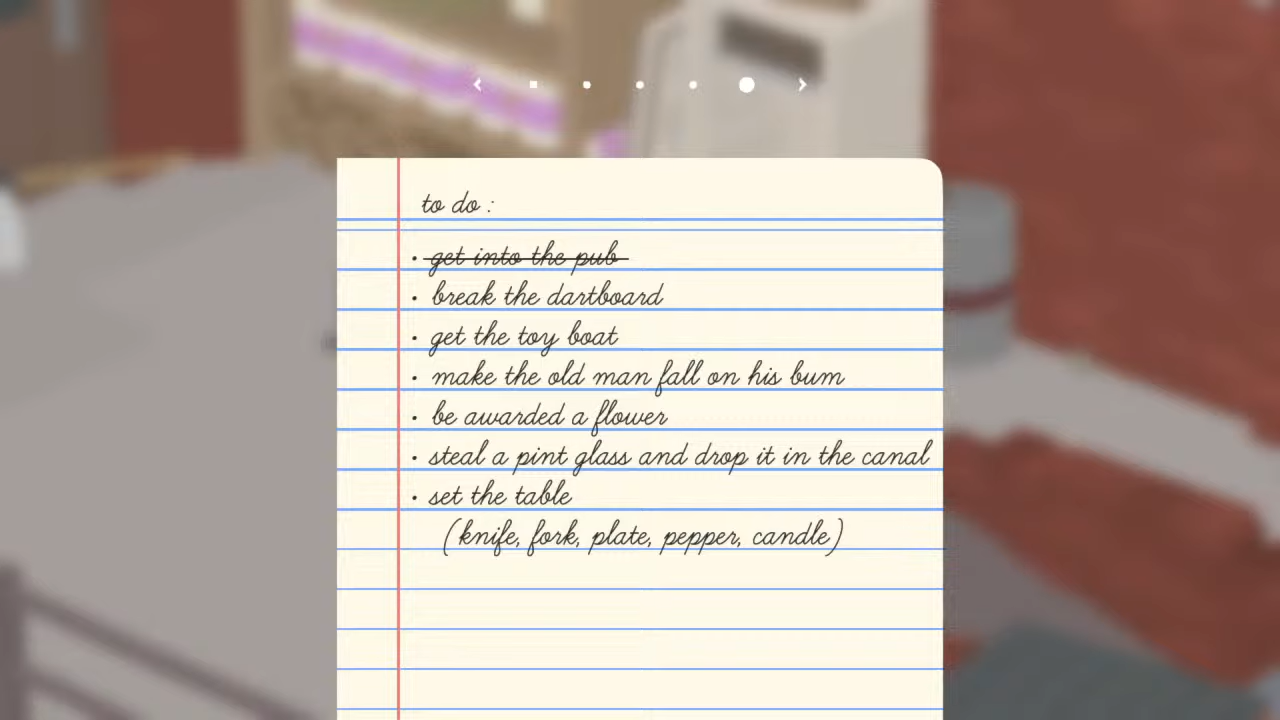 to do :
• get into the pub
• break the dartboard
• get the toy boat
• make the old man fall on his bum
• be awarded a flower
• steal a pint glass and drop it in the canal
• set the table
(knife, fork, plate, pepper, candle)